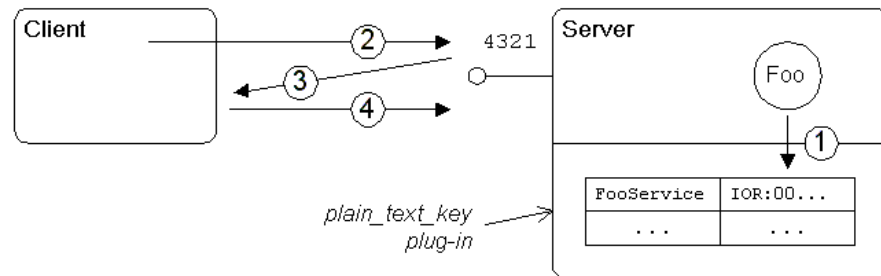 Client
2
3
4
4321
Server
Foo
1
FooService IOR:00...
... ...
plain_text_key
plug-in